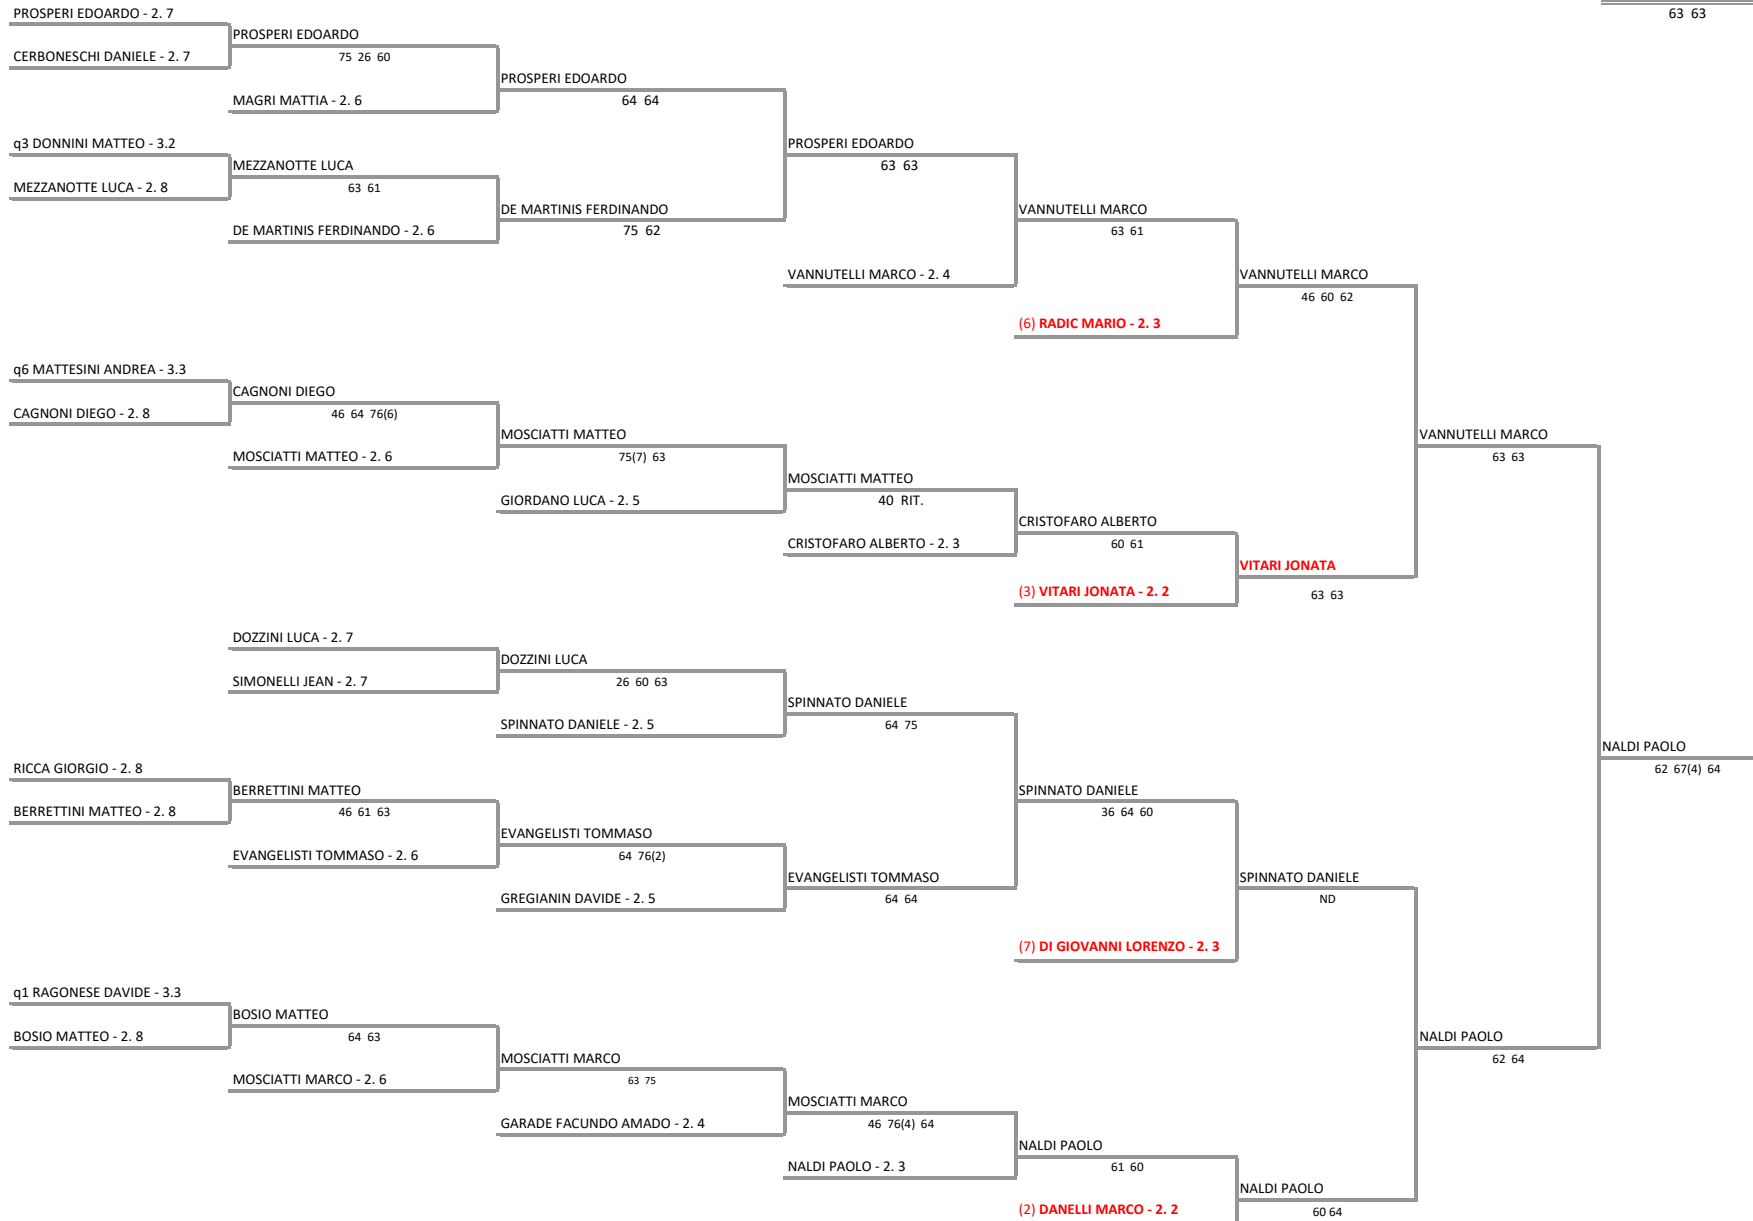 PROSPERI EDOARDO - 2. 7
63 63
PROSPERI EDOARDO
CERBONESCHI DANIELE - 2. 7
75 26 60
PROSPERI EDOARDO
MAGRI MATTIA - 2. 6
64 64
q3 DONNINI MATTEO - 3.2
PROSPERI EDOARDO
MEZZANOTTE LUCA
63 63
MEZZANOTTE LUCA - 2. 8
63 61
DE MARTINIS FERDINANDO
VANNUTELLI MARCO
DE MARTINIS FERDINANDO - 2. 6
75 62
63 61
VANNUTELLI MARCO - 2. 4
VANNUTELLI MARCO
46 60 62
(6) RADIC MARIO - 2. 3
q6 MATTESINI ANDREA - 3.3
CAGNONI DIEGO
CAGNONI DIEGO - 2. 8
46 64 76(6)
MOSCIATTI MATTEO
VANNUTELLI MARCO
MOSCIATTI MATTEO - 2. 6
75(7) 63
63 63
MOSCIATTI MATTEO
GIORDANO LUCA - 2. 5
40 RIT.
CRISTOFARO ALBERTO
CRISTOFARO ALBERTO - 2. 3
60 61
VITARI JONATA
(3) VITARI JONATA - 2. 2
63 63
DOZZINI LUCA - 2. 7
DOZZINI LUCA
SIMONELLI JEAN - 2. 7
26 60 63
SPINNATO DANIELE
SPINNATO DANIELE - 2. 5
64 75
NALDI PAOLO
RICCA GIORGIO - 2. 8
62 67(4) 64
BERRETTINI MATTEO
SPINNATO DANIELE
BERRETTINI MATTEO - 2. 8
46 61 63
36 64 60
EVANGELISTI TOMMASO
EVANGELISTI TOMMASO - 2. 6
64 76(2)
EVANGELISTI TOMMASO
SPINNATO DANIELE
GREGIANIN DAVIDE - 2. 5
64 64
ND
(7) DI GIOVANNI LORENZO - 2. 3
q1 RAGONESE DAVIDE - 3.3
BOSIO MATTEO
BOSIO MATTEO - 2. 8
64 63
NALDI PAOLO
MOSCIATTI MARCO
62 64
MOSCIATTI MARCO - 2. 6
63 75
MOSCIATTI MARCO
GARADE FACUNDO AMADO - 2. 4
46 76(4) 64
NALDI PAOLO
NALDI PAOLO - 2. 3
61 60
NALDI PAOLO
(2) DANELLI MARCO - 2. 2
60 64